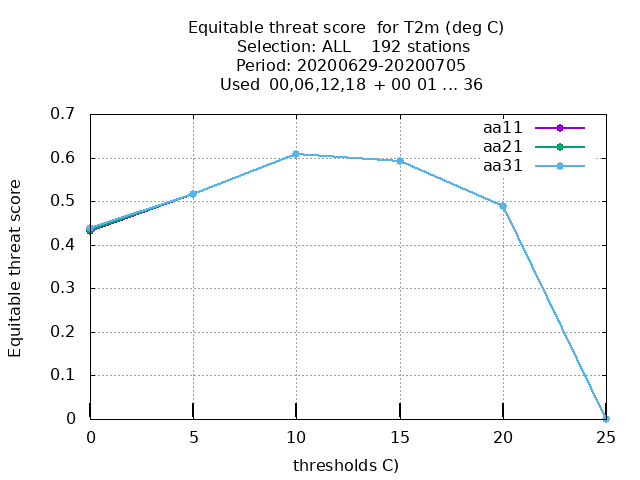 Equitable threat score  for T2m (deg C)
Selection: ALL    192 stations
Period: 20200629-20200705
Used  00,06,12,18  + 00 01 ... 36
0.7
0.6
0.5
0.4
0.3
0.2
0.1
0
Equitable threat score
aa11
aa21
aa31
0 5 10 15 20 25
thresholds C)